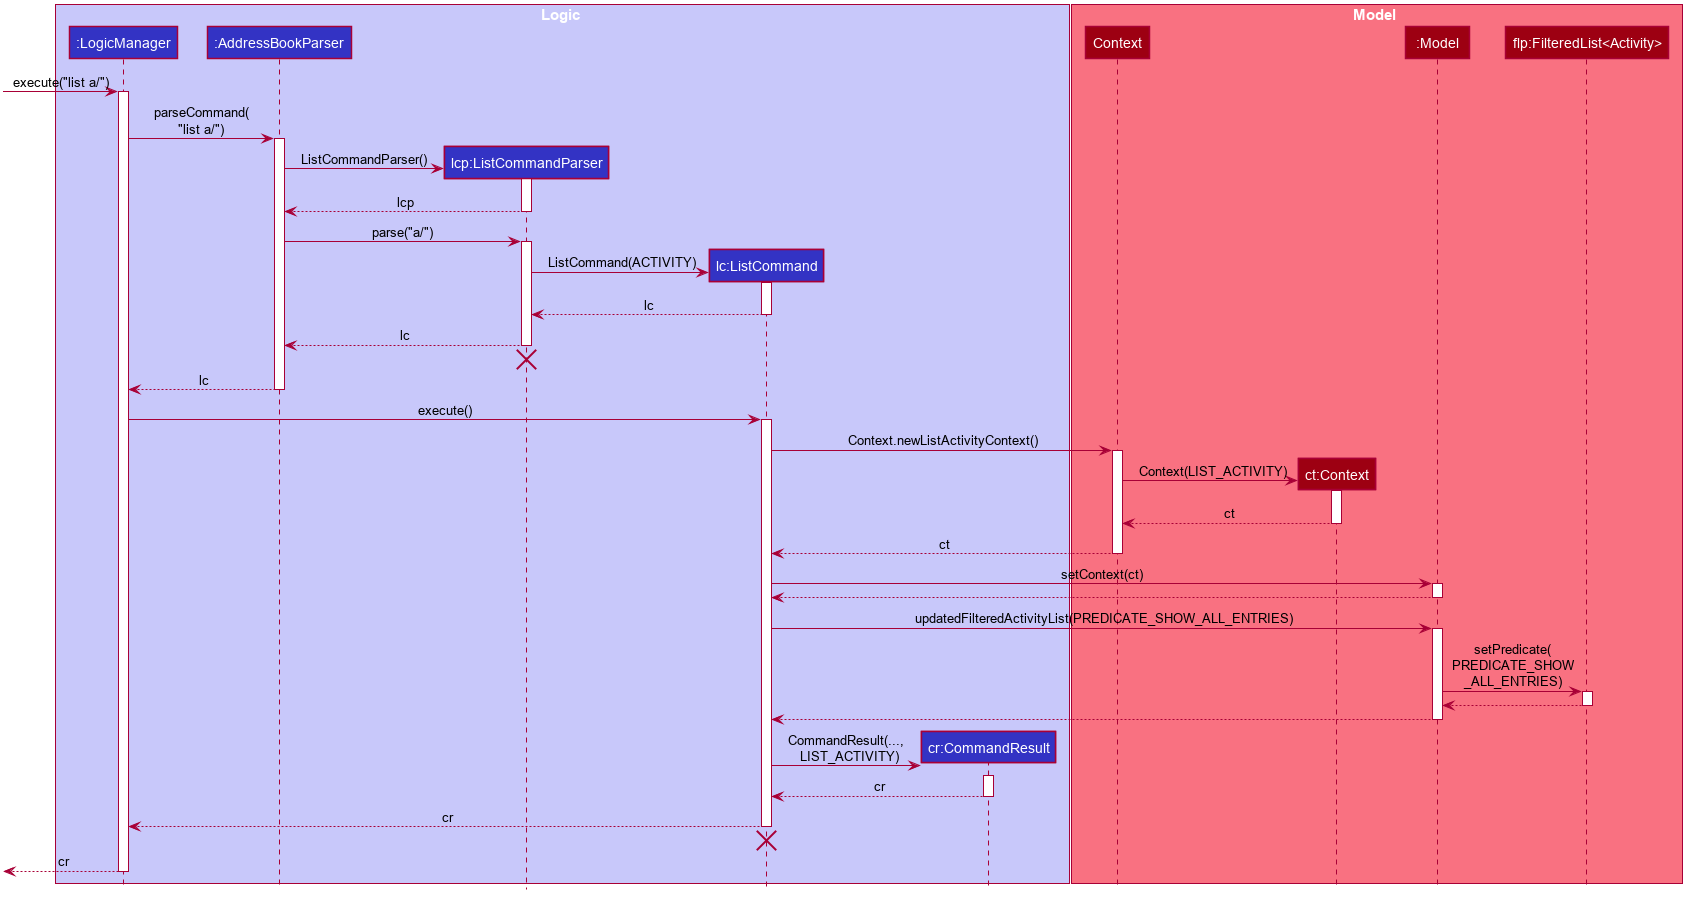 Logic
Model
:LogicManager
:AddressBookParser
Context
:Model
flp:FilteredList<Activity>
execute("list a/")
parseCommand(
"list a/")
ListCommandParser()
lcp:ListCommandParser
lcp
parse("a/")
ListCommand(ACTIVITY)
lc:ListCommand
lc
lc
lc
execute()
Context.newListActivityContext()
Context(LIST_ACTIVITY)
ct:Context
ct
ct
setContext(ct)
updatedFilteredActivityList(PREDICATE_SHOW_ALL_ENTRIES)
setPredicate(
PREDICATE_SHOW
_ALL_ENTRIES)
CommandResult(...,
LIST_ACTIVITY)
cr:CommandResult
cr
cr
cr